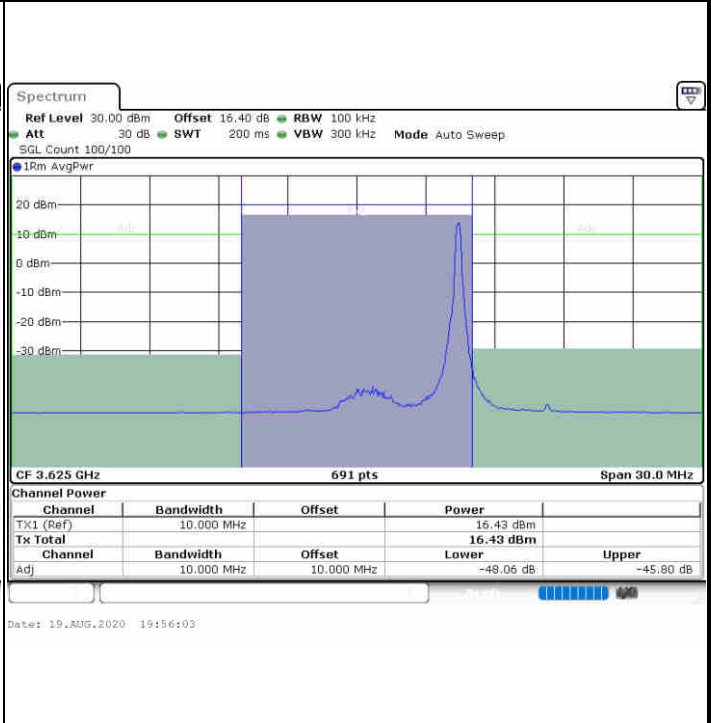 Spectrum
Ref Level 30.00 dBm Offset 16.40 dB RBW 100 kHz
Att 30 dB SWT 200 ms VBW 300 kHz Mode Auto Sweep
SGL Count 100/100
1Rm AvgPwr
20 dBm
Adj Adj
10 dBm
0 dBm
-10 dBm
-20 dBm
-30 dBm
CF 3.625 GHz 691 pts Span 30.0 MHz
Channel Power
Channel Bandwidth Offset Power
TX1 (Ref) 10.000 MHz 16.43 dBm
Tx Total 16.43 dBm
Channel Bandwidth Offset Lower Upper
Adj 10.000 MHz 10.000 MHz -48.06 dB -45.80 dB
Date: 19.AUG.2020 19:56:03